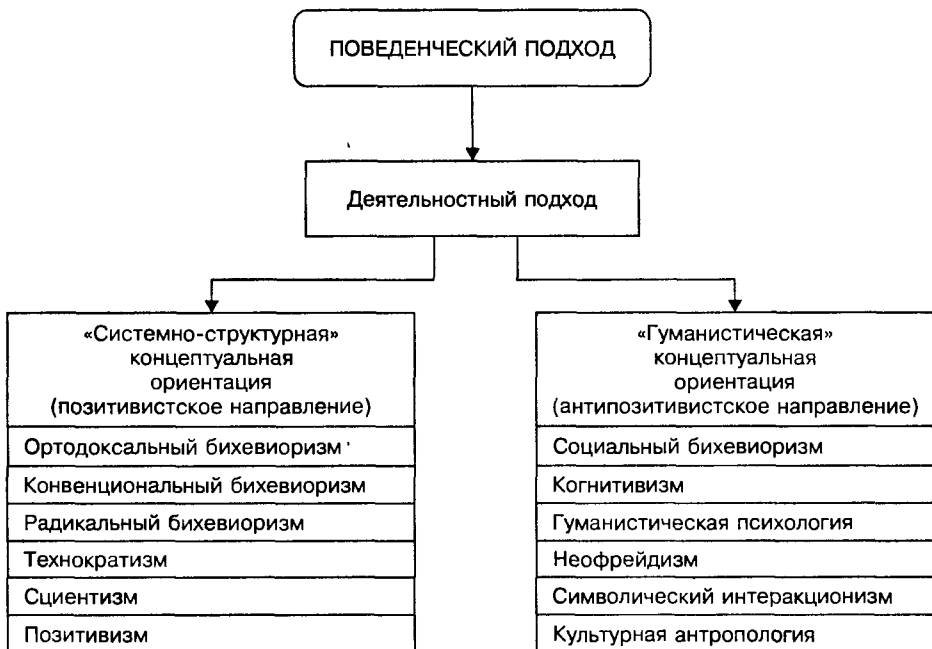 ПОВЕДЕНЧЕСКИЙ ПОДХОД
Деятельностный подход
«Системно-структурная»
концептуальная
ориентация
(позитивистское направление)
Ортодоксальный бихевиоризм
Конвенциональный бихевиоризм
Радикальный бихевиоризм
Технократизм
Сциентизм
Позитивизм
«Гуманистическая»
концептуальная
ориентация
(антипозитивистское направление)
Социальный бихевиоризм
Когнитивизм
Гуманистическая психология
Неофрейдизм
Символический интеракционизм
Культурная антропология